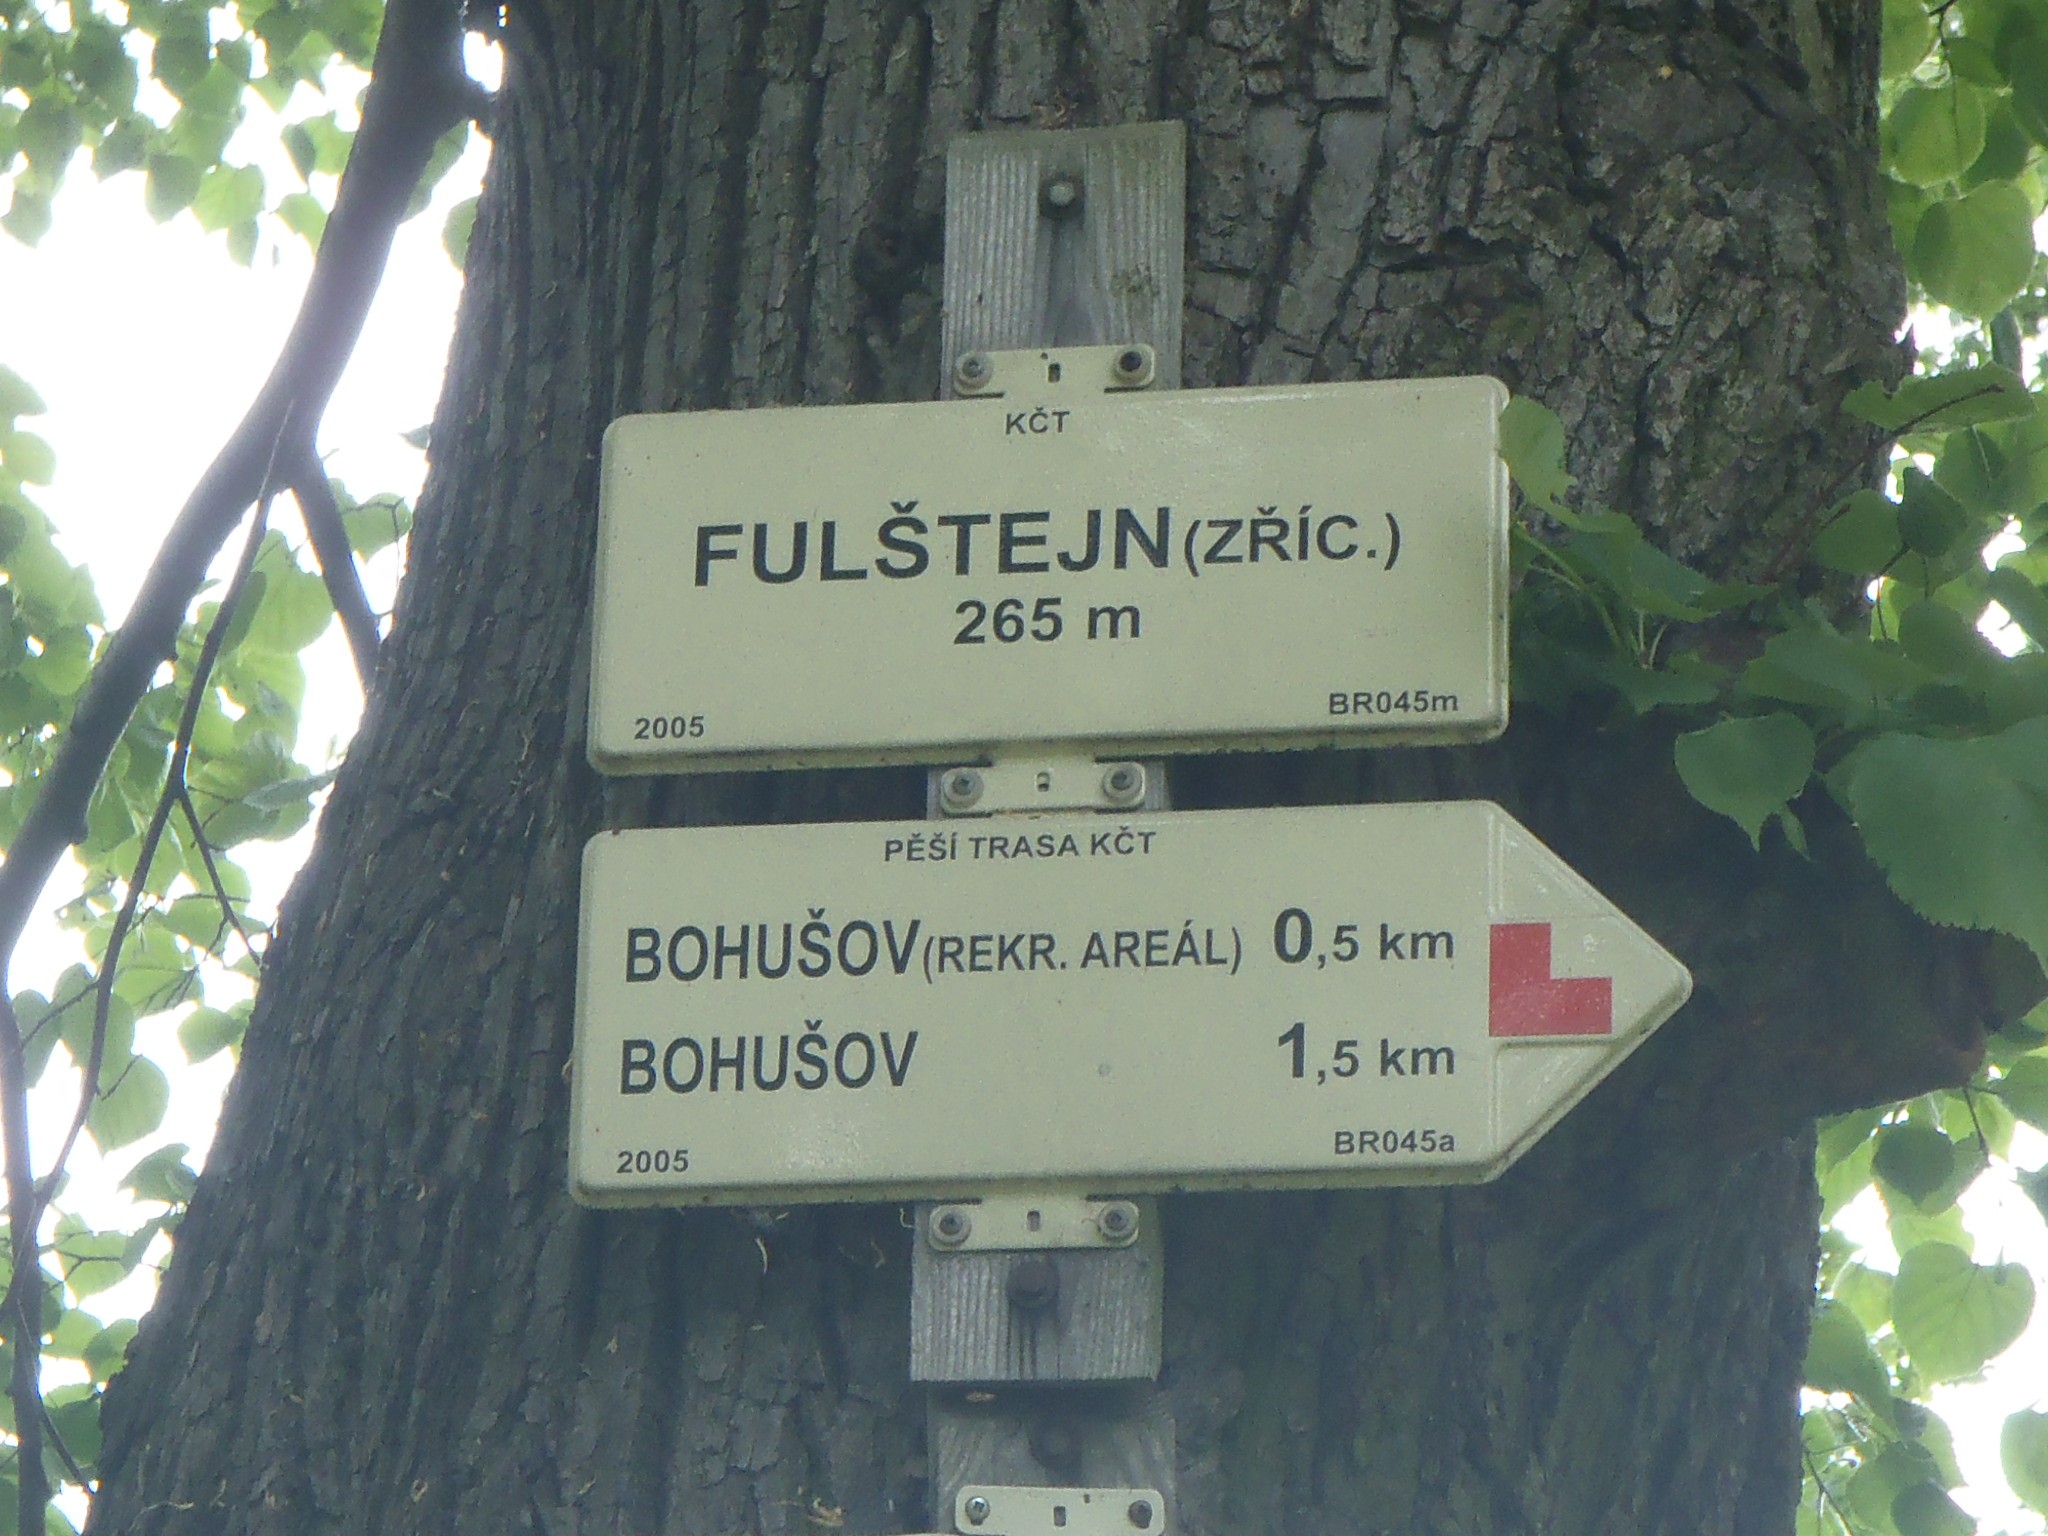 KČT
FULŠTEJN (ZŘÍC.)
265 m
2005 BR045m
PĚŠÍ TRASA KČT
BOHUŠOV (REKR. AREÁL) 0,5 km
BOHUŠOV 1,5 km
2005 BR045a